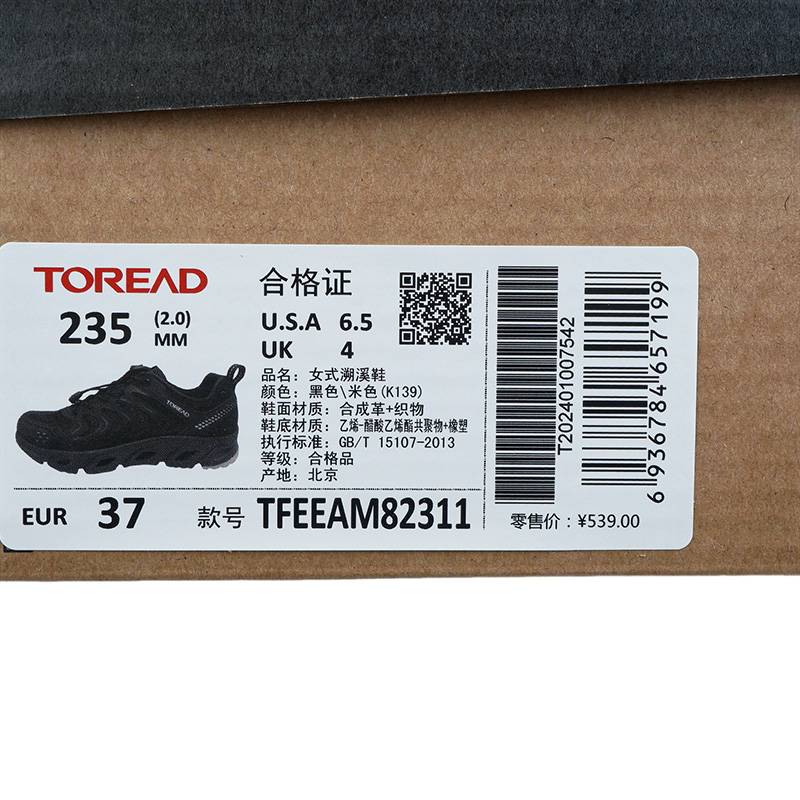 TOREAD
合格证
235 (2.0) MM
U.S.A 6.5
UK 4
品名：女式溯溪鞋
颜色：黑色\米色(K139)
鞋面材质：合成革+织物
鞋底材质：乙烯-醋酸乙烯酯共聚物+橡塑
执行标准：GB/T 15107-2013
等级：合格品
产地：北京
TOREAD
EUR 37
款号 TFEEAM82311
T202401007542
6936784657199
零售价：¥539.00